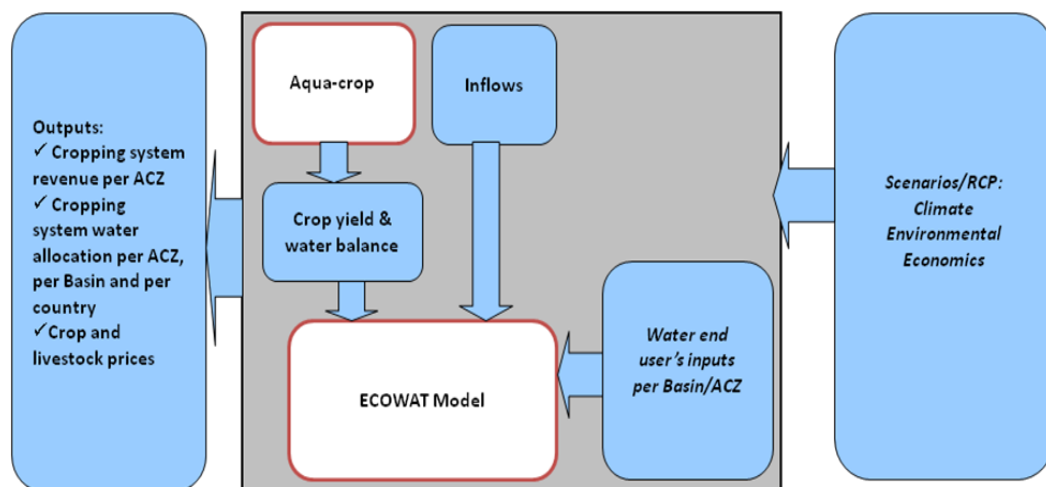 Outputs:
✓ Cropping system
revenue per ACZ
✓ Cropping
system water
allocation per ACZ,
per Basin and per
country
✓ Crop and
livestock prices
Aqua-crop
Inflows
Crop yield &
water balance
ECOWAT Model
Water end
user's inputs
per Basin/ACZ
Scenarios/RCP:
Climate
Environmental
Economics